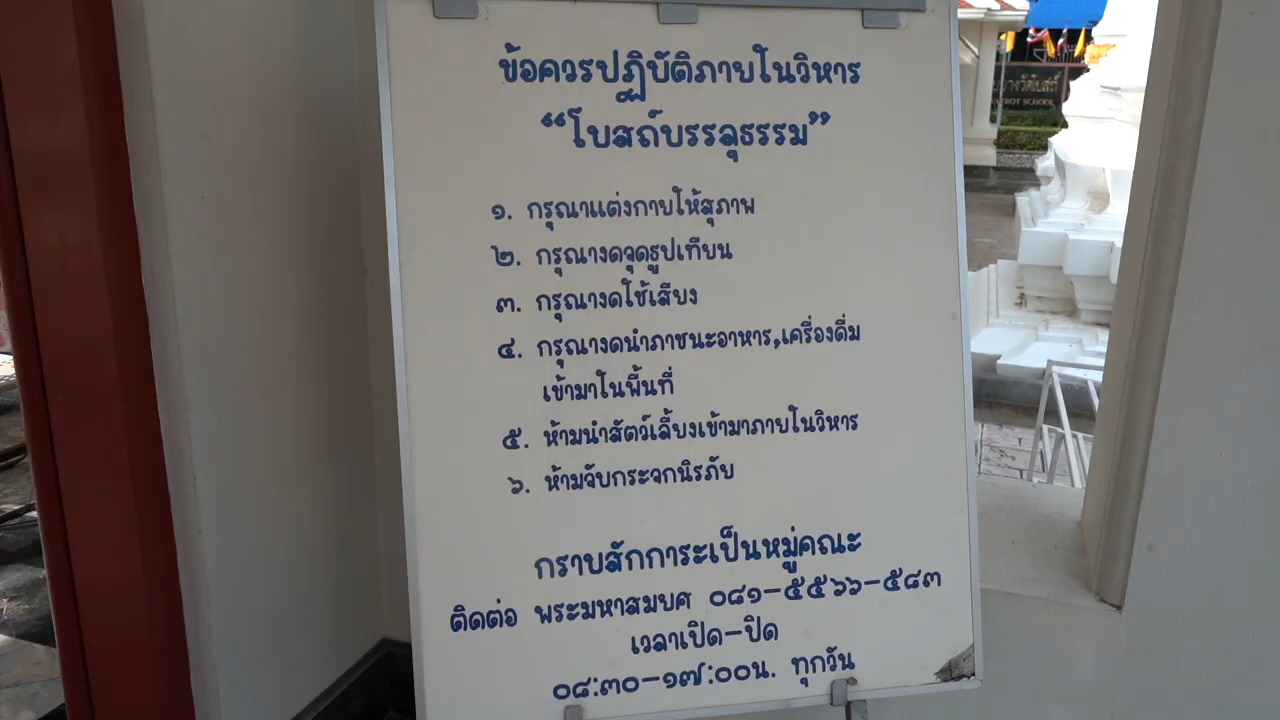 ข้อควรปฏิบัติภายในวิหาร
“โบสถ์บรรลุธรรม”
๑. กรุณาแต่งกายให้สุภาพ
๒. กรุณางดจุดธูปเทียน
๓. กรุณางดใช้เสียง
๔. กรุณางดนำภาชนะอาหาร,เครื่องดื่ม
เข้ามาในพื้นที่
๕. ห้ามนำสัตว์เลี้ยงเข้ามาภายในวิหาร
๖. ห้ามจับกระจกนิรภัย
กราบสักการะเป็นหมู่คณะ
ติดต่อ พระมหาสมยศ ๐๘๑-๕๕๖๖-๕๘๓
เวลาเปิด-ปิด
๐๘:๓๐-๑๗:๐๐น. ทุกวัน
SCHOOL